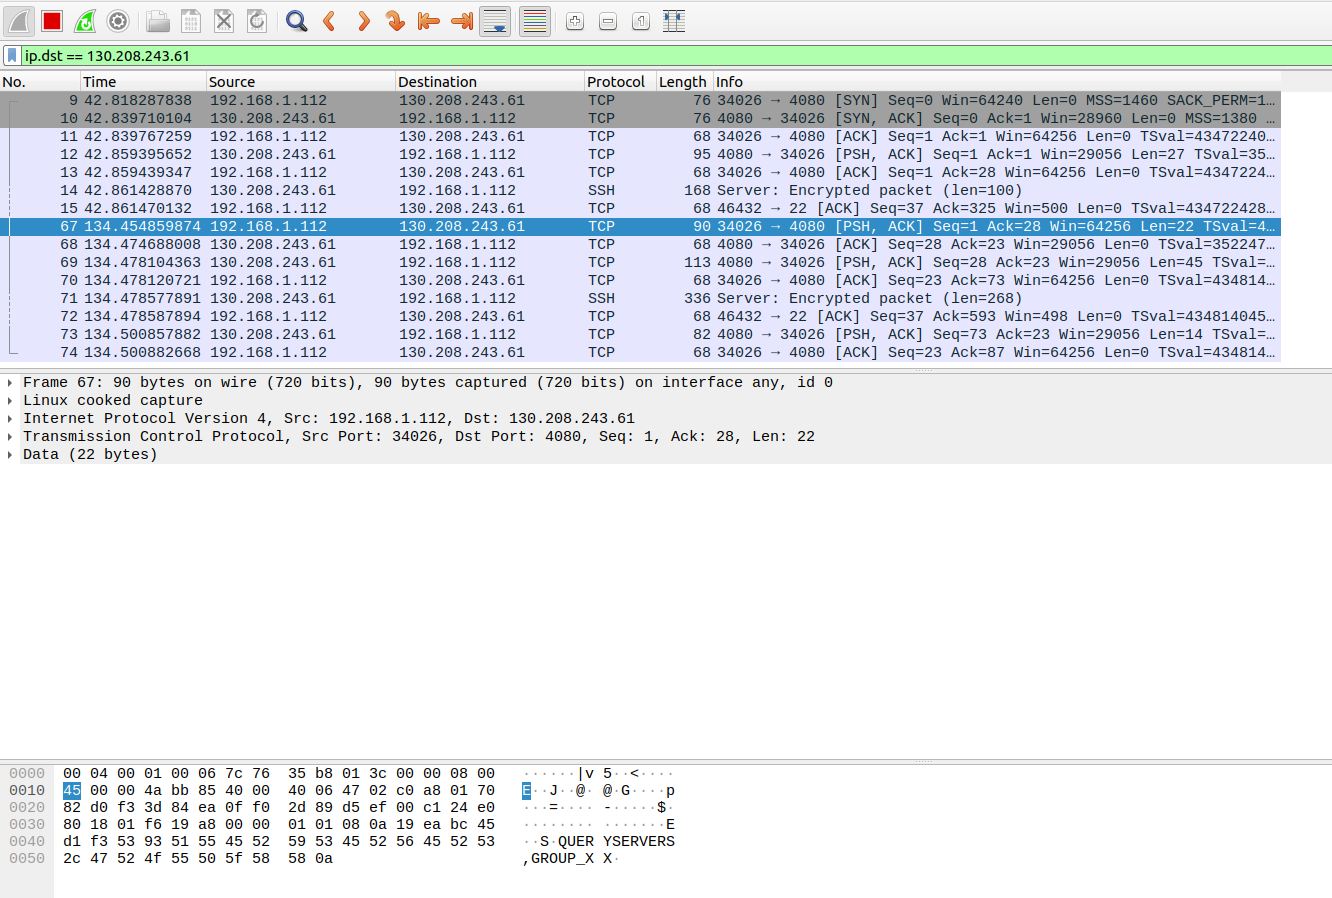 ip.dst == 130.208.243.61
No. Time Source Destination Protocol Length Info
9 42.818287838 192.168.1.112 130.208.243.61 TCP 76 34026 → 4080 [SYN] Seq=0 Win=64240 Len=0 MSS=1460 SACK_PERM=1…
10 42.839710104 130.208.243.61 192.168.1.112 TCP 76 4080 → 34026 [SYN, ACK] Seq=0 Ack=1 Win=28960 Len=0 MSS=1380 …
11 42.839767259 192.168.1.112 130.208.243.61 TCP 68 34026 → 4080 [ACK] Seq=1 Ack=1 Win=64256 Len=0 TSval=43472240…
12 42.859395652 130.208.243.61 192.168.1.112 TCP 95 4080 → 34026 [PSH, ACK] Seq=1 Ack=1 Win=29056 Len=27 TSval=35…
13 42.859439347 192.168.1.112 130.208.243.61 TCP 68 34026 → 4080 [ACK] Seq=1 Ack=28 Win=64256 Len=0 TSval=4347224…
14 42.861428870 130.208.243.61 192.168.1.112 SSH 168 Server: Encrypted packet (len=100)
15 42.861470132 192.168.1.112 130.208.243.61 TCP 68 46432 → 22 [ACK] Seq=37 Ack=325 Win=500 Len=0 TSval=434722428…
67 134.454859874 192.168.1.112 130.208.243.61 TCP 90 34026 → 4080 [PSH, ACK] Seq=1 Ack=28 Win=64256 Len=22 TSval=4…
68 134.474688008 130.208.243.61 192.168.1.112 TCP 68 4080 → 34026 [ACK] Seq=28 Ack=23 Win=29056 Len=0 TSval=352247…
69 134.478104363 130.208.243.61 192.168.1.112 TCP 113 4080 → 34026 [PSH, ACK] Seq=28 Ack=23 Win=29056 Len=45 TSval=…
70 134.478120721 192.168.1.112 130.208.243.61 TCP 68 34026 → 4080 [ACK] Seq=23 Ack=73 Win=64256 Len=0 TSval=434814…
71 134.478577891 130.208.243.61 192.168.1.112 SSH 336 Server: Encrypted packet (len=268)
72 134.478587894 192.168.1.112 130.208.243.61 TCP 68 46432 → 22 [ACK] Seq=37 Ack=593 Win=498 Len=0 TSval=434814045…
73 134.500857882 130.208.243.61 192.168.1.112 TCP 82 4080 → 34026 [PSH, ACK] Seq=73 Ack=23 Win=29056 Len=14 TSval=…
74 134.500882668 192.168.1.112 130.208.243.61 TCP 68 34026 → 4080 [ACK] Seq=23 Ack=87 Win=64256 Len=0 TSval=434814…
Frame 67: 90 bytes on wire (720 bits), 90 bytes captured (720 bits) on interface any, id 0
Linux cooked capture
Internet Protocol Version 4, Src: 192.168.1.112, Dst: 130.208.243.61
Transmission Control Protocol, Src Port: 34026, Dst Port: 4080, Seq: 1, Ack: 28, Len: 22
Data (22 bytes)
0000 00 04 00 01 00 06 7c 76 35 b8 01 3c 00 00 08 00 ······|v 5··<····
0010 45 00 00 4a bb 85 40 00 40 06 47 02 c0 a8 01 70 E··J··@· @·G····p
0020 82 d0 f3 3d 84 ea 0f f0 2d 89 d5 ef 00 c1 24 e0 ···=···· -·····$·
0030 80 18 01 f6 19 a8 00 00 01 01 08 0a 19 ea bc 45 ········ ·······E
0040 d1 f3 53 93 51 55 45 52 59 53 45 52 56 45 52 53 ··S·QUER YSERVERS
0050 2c 47 52 4f 55 50 5f 58 58 0a ,GROUP_X X·